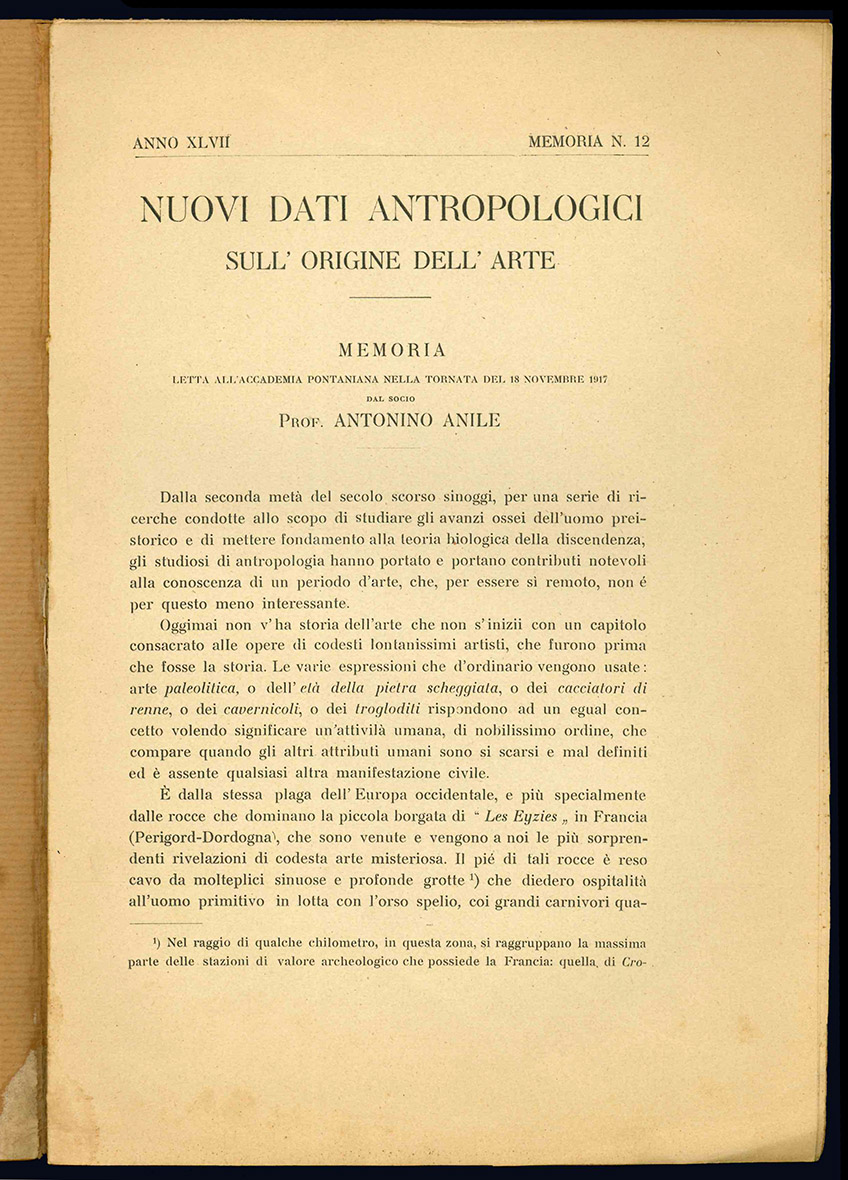 ANNO XLVII MEMORIA N. 12
NUOVI DATI ANTROPOLOGICI
SULL' ORIGINE DELL' ARTE
MEMORIA
LETTA ALL'ACCADEMIA PONTANIANA NELLA TORNATA DEL 18 NOVEMBRE 1917
DAL SOCIO
PROF. ANTONINO ANILE
Dalla seconda metà del secolo scorso sinoggi, per una serie di ri-
cerche condotte allo scopo di studiare gli avanzi ossei dell'uomo prei-
storico e di mettere fondamento alla teoria biologica della discendenza,
gli studiosi di antropologia hanno portato e portano contributi notevoli
alla conoscenza di un periodo d'arte, che, per essere sì remoto, non é
per questo meno interessante.
Oggimai non v'ha storia dell'arte che non s'inizii con un capitolo
consacrato alle opere di codesti lontanissimi artisti, che furono prima
che fosse la storia. Le varie espressioni che d'ordinario vengono usate:
arte paleolitica, o dell' età della pietra scheggiata, o dei cacciatori di
renne, o dei cavernicoli, o dei trogloditi rispondono ad un egual con-
cetto volendo significare un'attività umana, di nobilissimo ordine, che
compare quando gli altri attributi umani sono si scarsi e mal definiti
ed è assente qualsiasi altra manifestazione civile.
È dalla stessa plaga dell'Europa occidentale, e più specialmente
dalle rocce che dominano la piccola borgata di “ Les Eyzies „ in Francia
(Perigord-Dordogna), che sono venute e vengono a noi le più sorpren-
denti rivelazioni di codesta arte misteriosa. Il pié di tali rocce è reso
cavo da molteplici sinuose e profonde grotte ¹) che diedero ospitalità
all'uomo primitivo in lotta con l'orso spelio, coi grandi carnivori qua-
¹) Nel raggio di qualche chilometro, in questa zona, si raggruppano la massima
parte delle stazioni di valore archeologico che possiede la Francia: quella, di Cro-